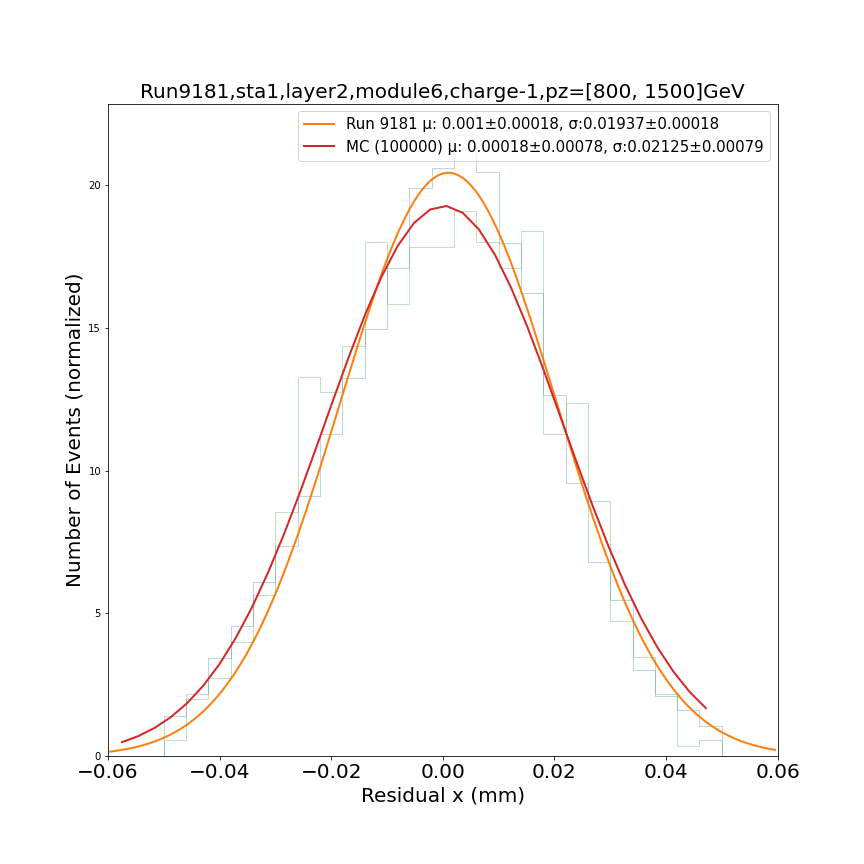 Run9181,sta1,layer2,module6,charge-1,pz=[800, 1500]GeV
Run 9181 μ: 0.001±0.00018, σ:0.01937±0.00018
MC (100000) μ: 0.00018±0.00078, σ:0.02125±0.00079
Number of Events (normalized)
20
15
10
5
0
−0.06 −0.04 −0.02 0.00 0.02 0.04 0.06
Residual x (mm)